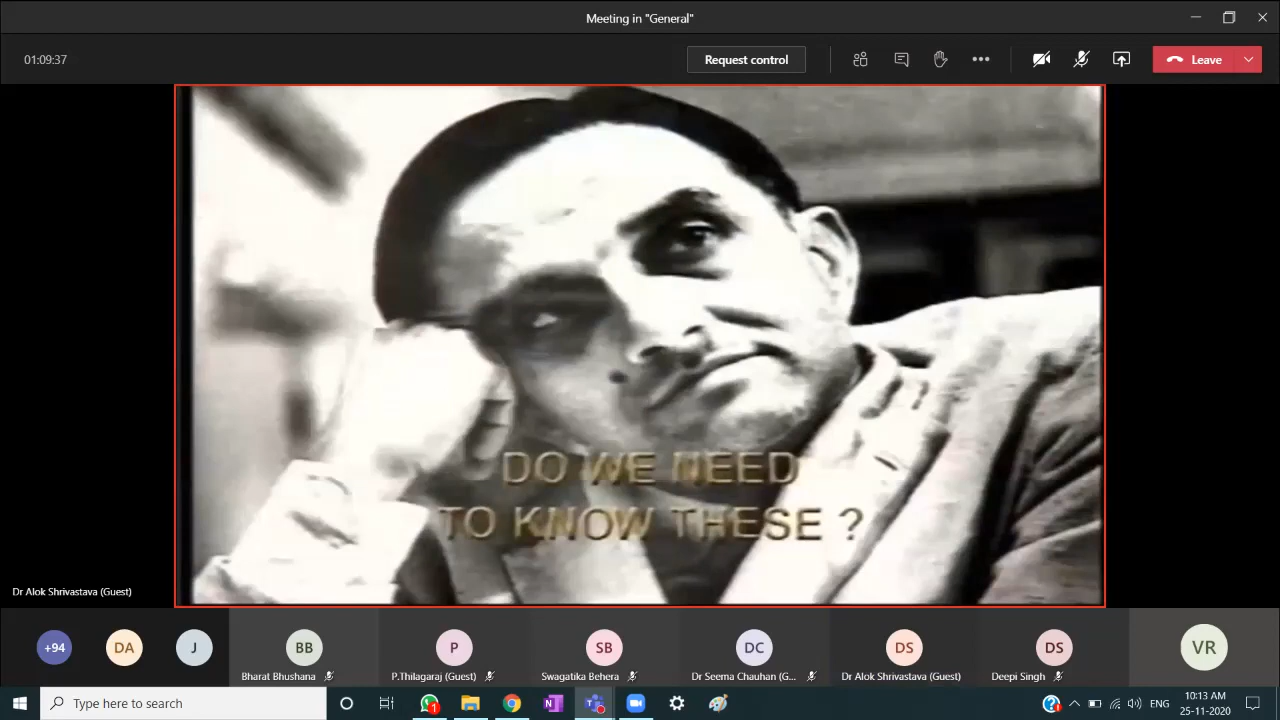 Meeting in "General"
01:09:37
Request control
Leave
DO WE NEED
TO KNOW THESE ?
Dr Alok Shrivastava (Guest)
+94
DA
J
BB
P
SB
DC
DS
DS
VR
Bharat Bhushana
P.Thilagaraj (Guest)
Swagatika Behera
Dr Seema Chauhan (G...
Dr Alok Shrivastava (Guest)
Deepi Singh
Type here to search
1
ENG
10:13 AM
25-11-2020